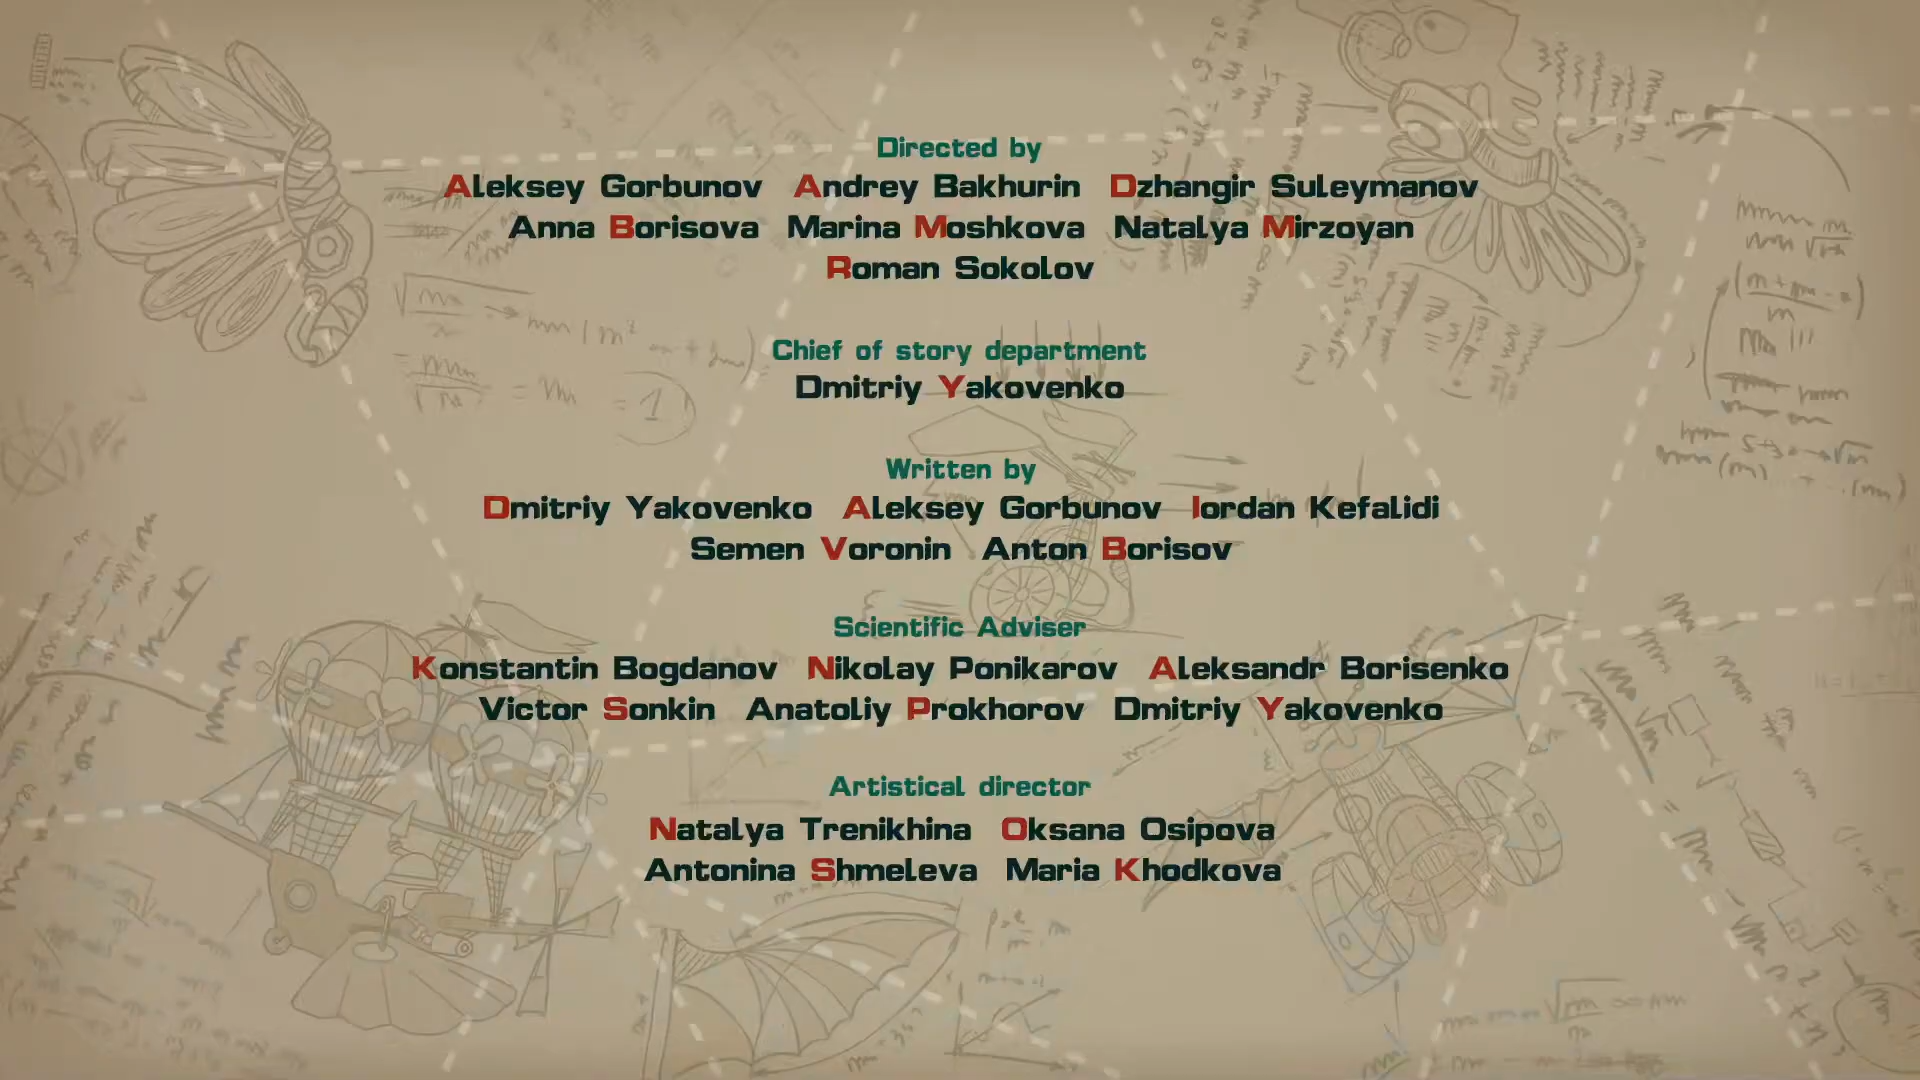 Directed by
Aleksey Gorbunov Andrey Bakhurin Dzhangir Suleymanov
Anna Borisova Marina Moshkova Natalya Mirzoyan
Roman Sokolov
Chief of story department
Dmitriy Yakovenko
Written by
Dmitriy Yakovenko Aleksey Gorbunov Iordan Kefalidi
Semen Voronin Anton Borisov
Scientific Adviser
Konstantin Bogdanov Nikolay Ponikarov Aleksandr Borisenko
Victor Sonkin Anatoliy Prokhorov Dmitriy Yakovenko
Artistical director
Natalya Trenikhina Oksana Osipova
Antonina Shmeleva Maria Khodkova